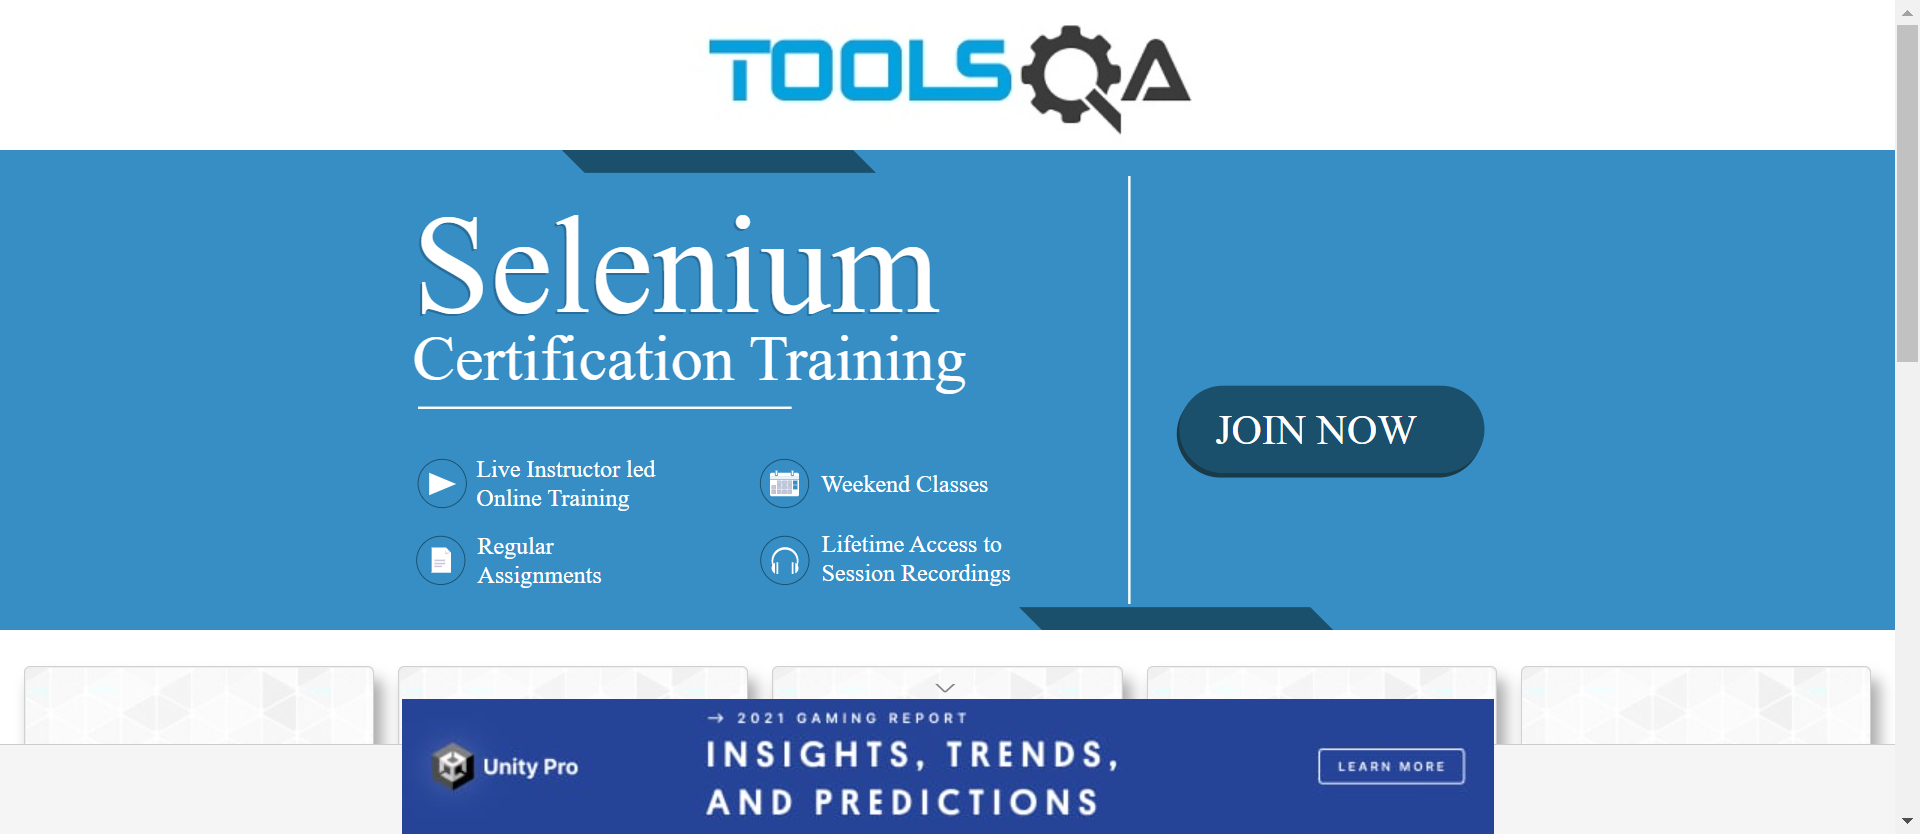 TOOLSQA
Selenium
Certification Training
JOIN NOW
Live Instructor led
Online Training
Weekend Classes
Regular
Assignments
Lifetime Access to
Session Recordings
→ 2021 GAMING REPORT
INSIGHTS, TRENDS,
AND PREDICTIONS
Unity Pro
LEARN MORE